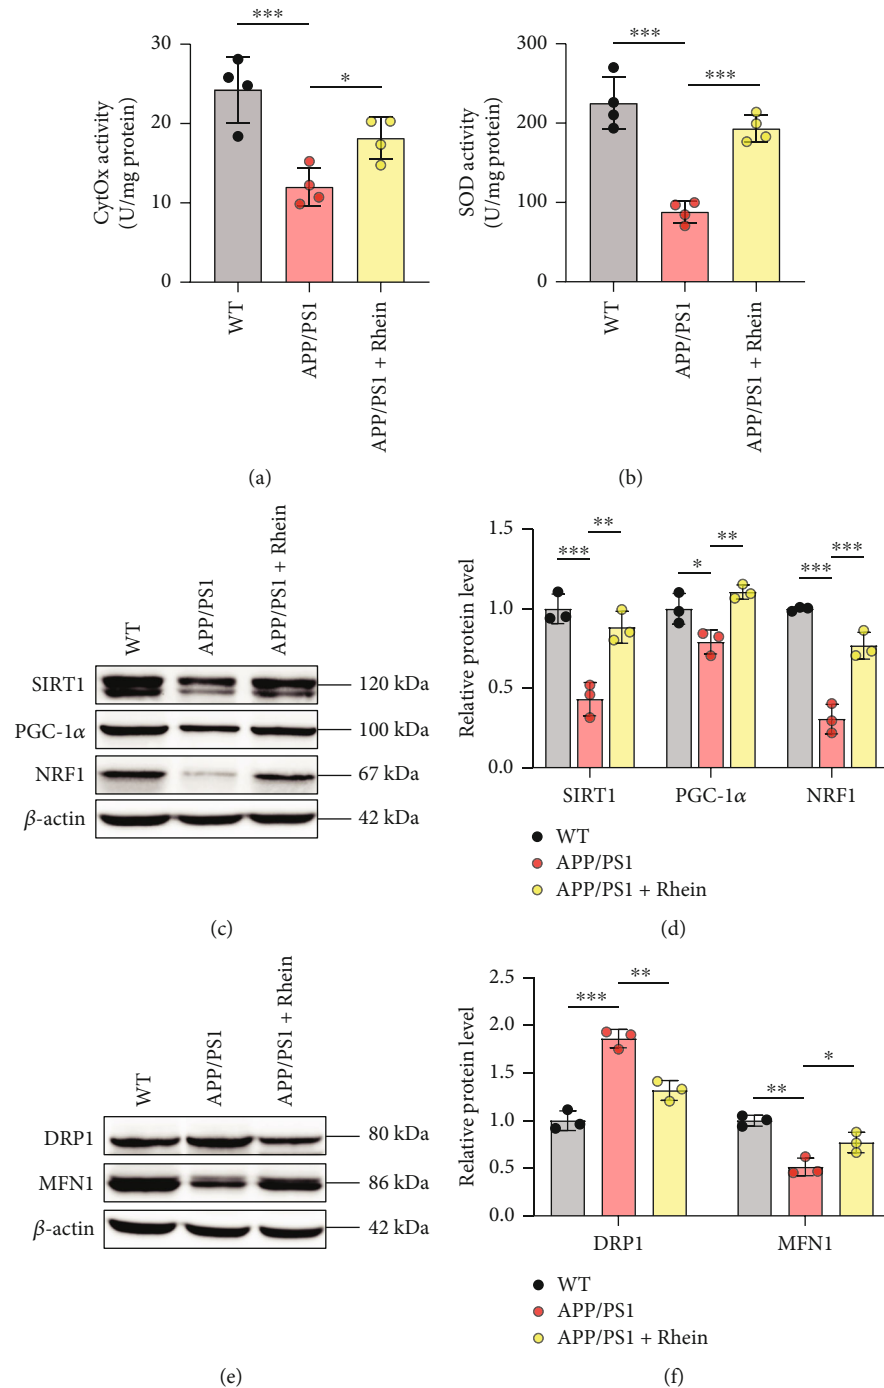 ***
*
30
20
10
0
CytOx activity
(U/mg protein)
WT
APP/PS1
APP/PS1 + Rhein
(a)
***
***
300
200
100
0
SOD activity
(U/mg protein)
WT
APP/PS1
APP/PS1 + Rhein
(b)
WT
APP/PS1
APP/PS1 + Rhein
SIRT1
120 kDa
PGC-1α
100 kDa
NRF1
67 kDa
β-actin
42 kDa
(c)
1.5
1.0
0.5
0.0
Relative protein level
***
**
*
**
***
***
SIRT1
PGC-1α
NRF1
WT
APP/PS1
APP/PS1 + Rhein
(d)
WT
APP/PS1
APP/PS1 + Rhein
DRP1
80 kDa
MFN1
86 kDa
β-actin
42 kDa
(e)
2.5
2.0
1.5
1.0
0.5
0.0
Relative protein level
***
**
**
*
DRP1
MFN1
WT
APP/PS1
APP/PS1 + Rhein
(f)